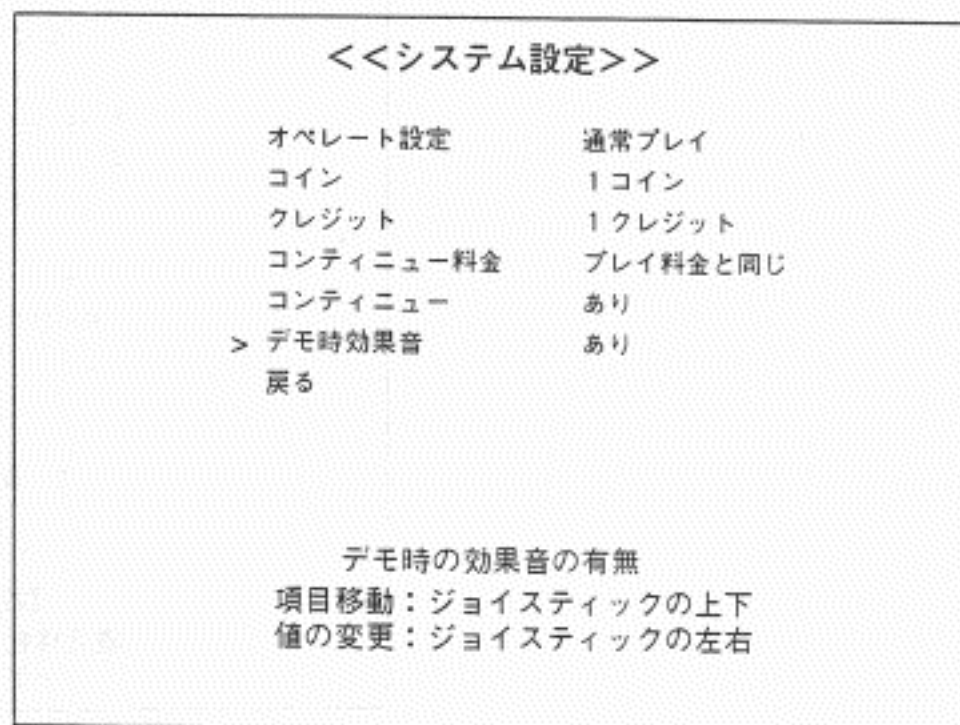 <<システム設定>>
オペレート設定 通常プレイ
コイン 1コイン
クレジット 1クレジット
コンティニュー料金 プレイ料金と同じ
コンティニュー あり
> デモ時効果音 あり
戻る
デモ時の効果音の有無
項目移動：ジョイスティックの上下
値の変更：ジョイスティックの左右